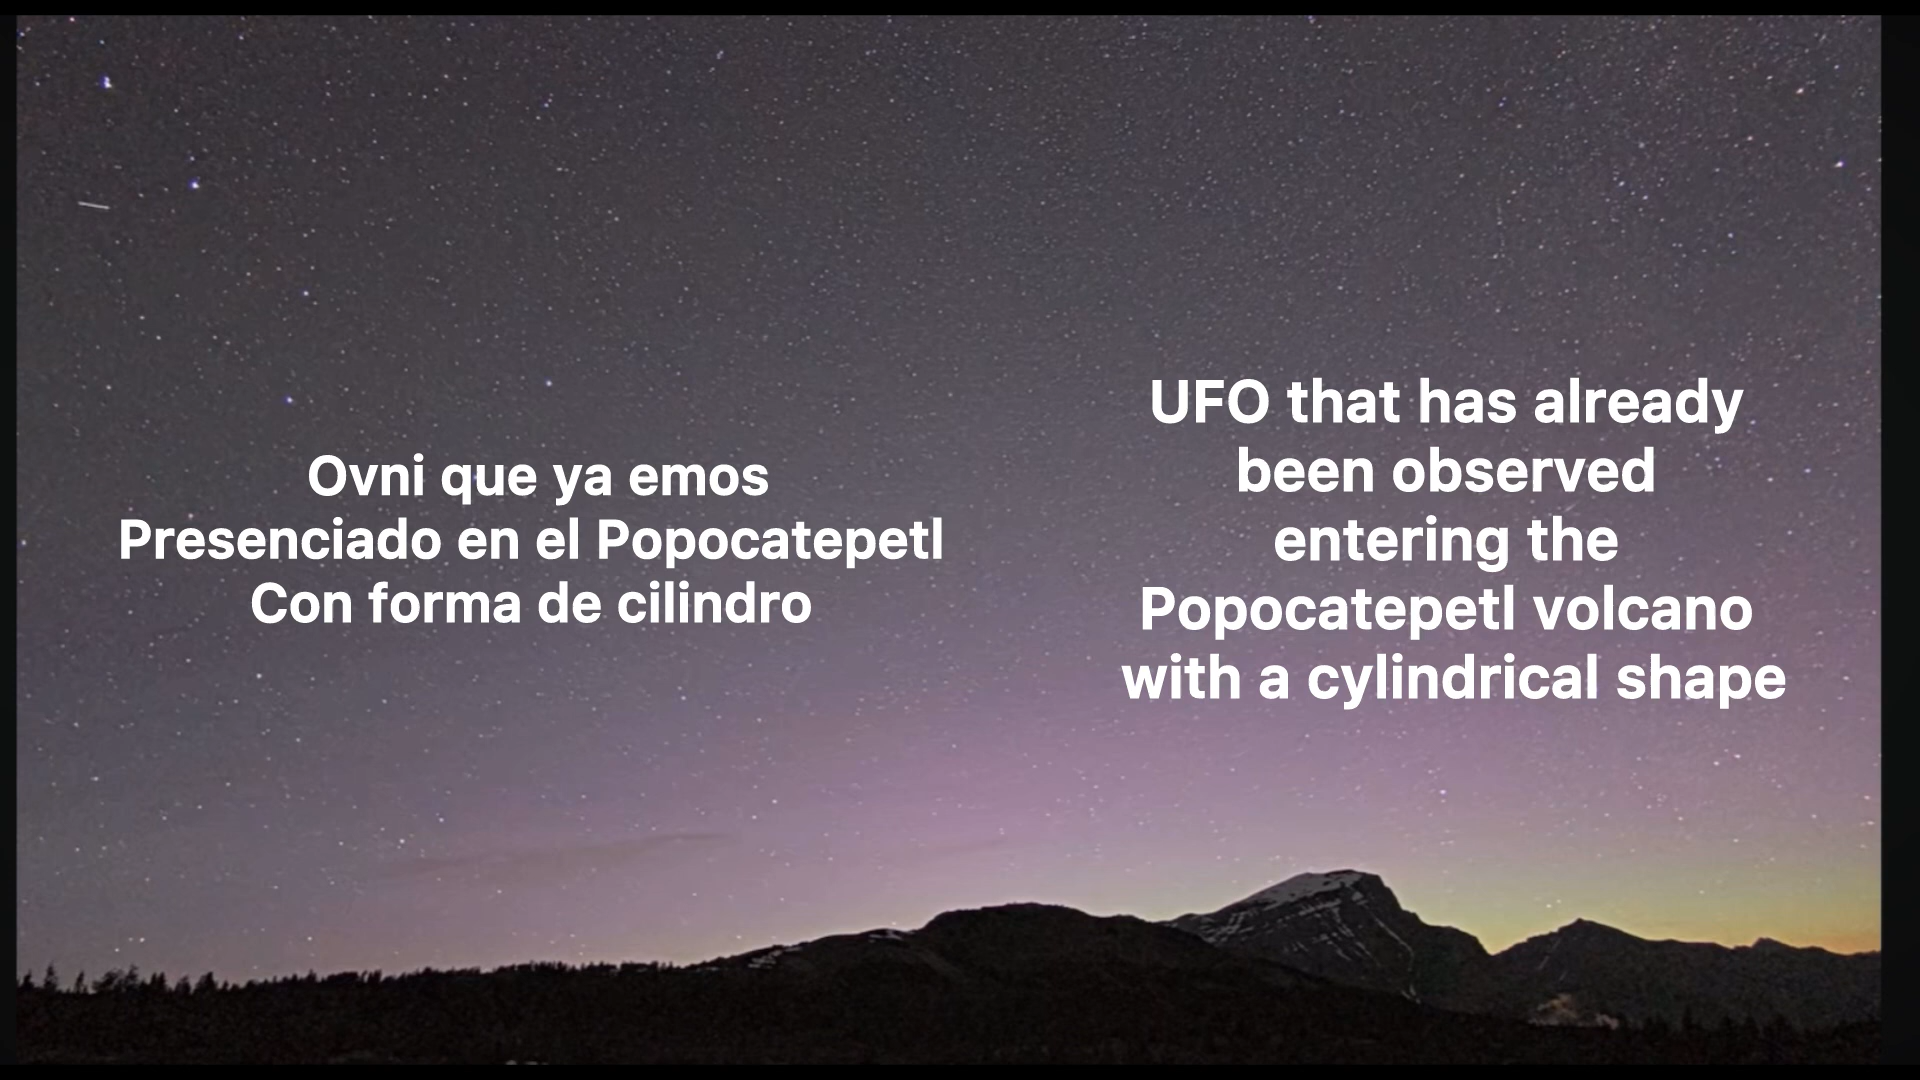 Ovni que ya emos
Presenciado en el Popocatepetl
Con forma de cilindro
UFO that has already
been observed
entering the
Popocatepetl volcano
with a cylindrical shape